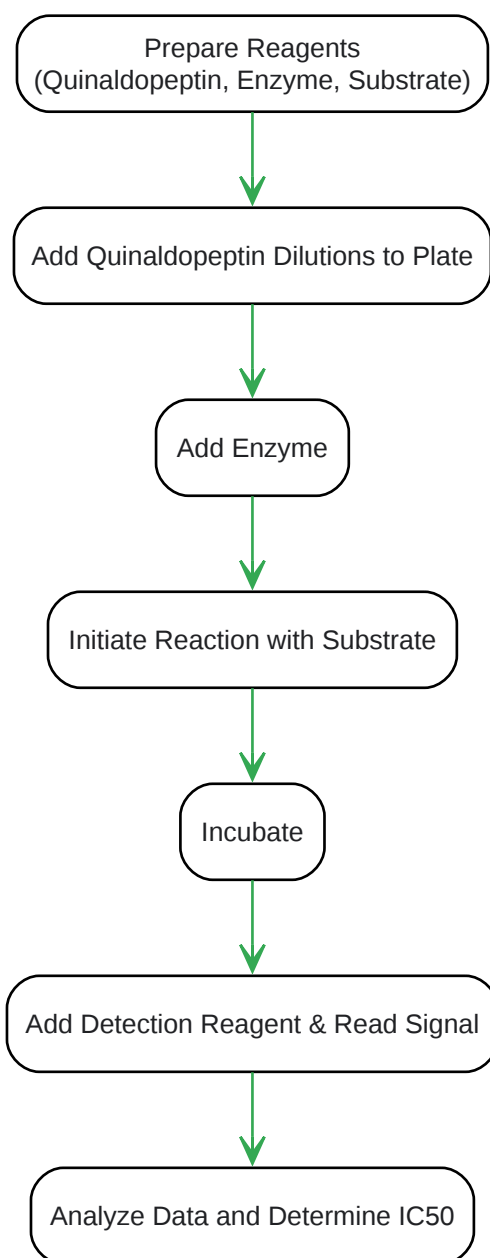 Prepare Reagents
(Quinaldopeptin, Enzyme, Substrate)
Add Quinaldopeptin Dilutions to Plate
Add Enzyme
Initiate Reaction with Substrate
Incubate
Add Detection Reagent & Read Signal
Analyze Data and Determine IC50